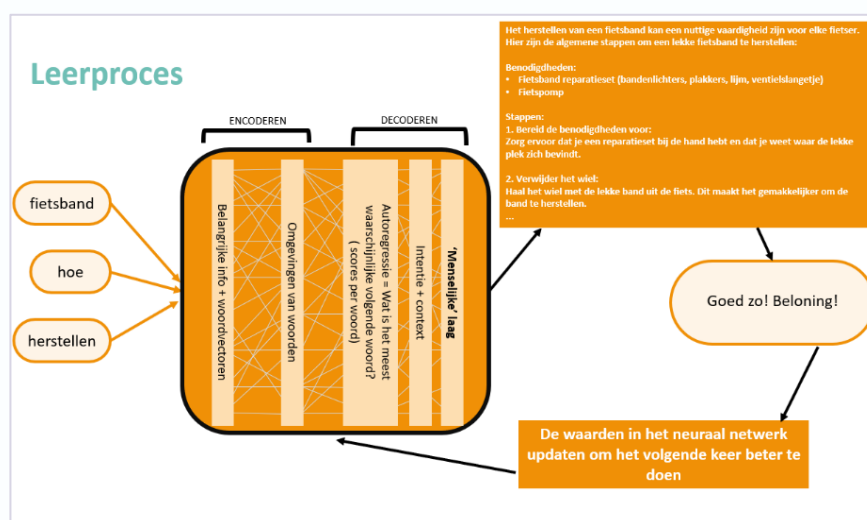 Leerproces
ENCODEREN
DECODEREN
fietsband
hoe
herstellen
Belangrijke info + woordvectoren
Omgevingen van woorden
Autoregressie = Wat is het meest
waarschijnlijke volgende woord?
( scores per woord)
Intentie + context
'Menselijke' laag
Het herstellen van een fietsband kan een nuttige vaardigheid zijn voor elke fietser.
Hier zijn de algemene stappen om een lekke fietsband te herstellen:
Benodigdheden:
• Fietsband reparatieset (bandenlichters, plakkers, lijm, ventielslangetje)
• Fietspomp
Stappen:
1. Bereid de benodigdheden voor:
Zorg ervoor dat je een reparatieset bij de hand hebt en dat je weet waar de lekke
plek zich bevindt.
2. Verwijder het wiel:
Haal het wiel met de lekke band uit de fiets. Dit maakt het gemakkelijker om de
band te herstellen.
...
Goed zo! Beloning!
De waarden in het neuraal netwerk
updaten om het volgende keer beter te
doen